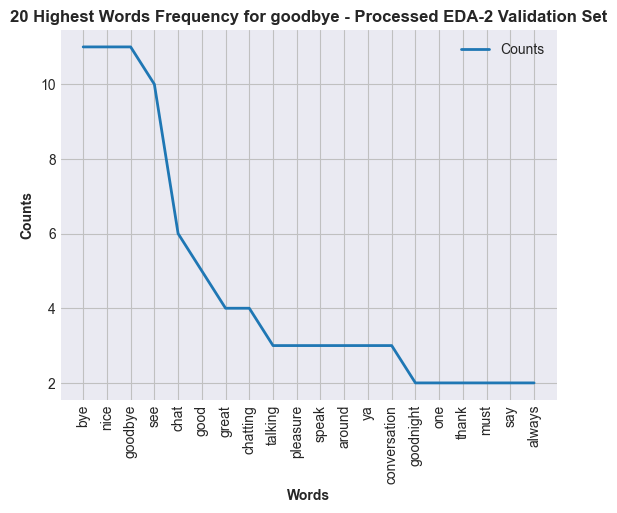 20 Highest Words Frequency for goodbye - Processed EDA-2 Validation Set
Counts
10
8
6
4
2
Counts
bye
nice
goodbye
see
chat
good
great
chatting
talking
pleasure
speak
around
ya
conversation
goodnight
one
thank
must
say
always
Words